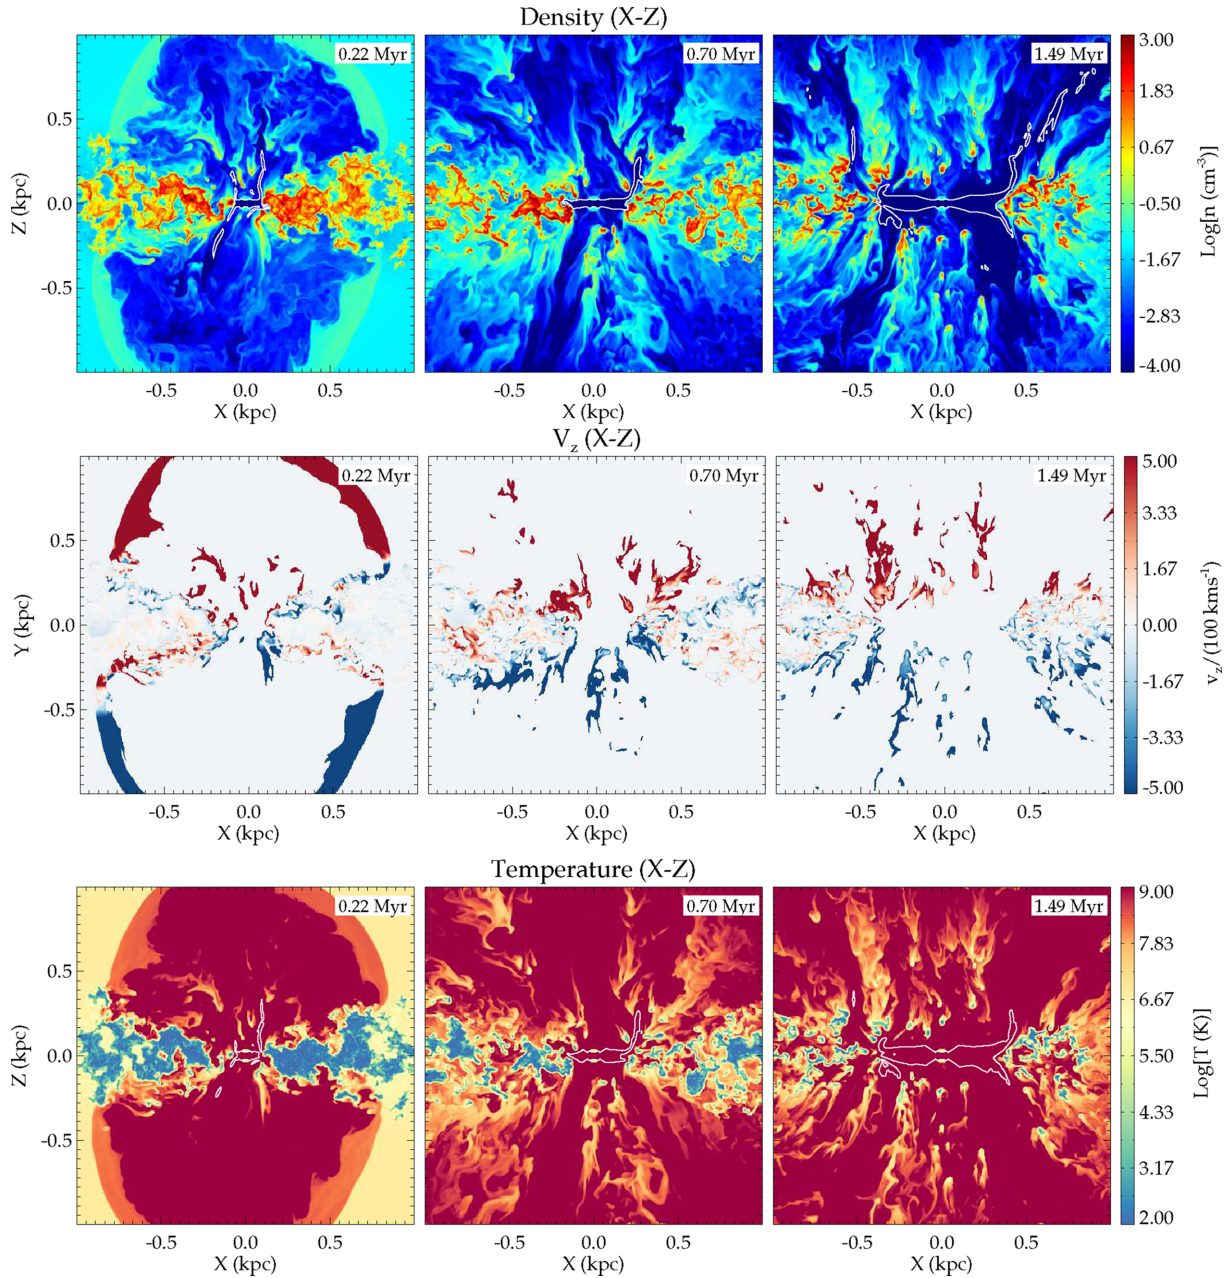 Density (X-Z)
0.22 Myr
0.70 Myr
1.49 Myr
0.5
0.0
-0.5
Z (kpc)
-0.5 0.0 0.5
-0.5 0.0 0.5
-0.5 0.0 0.5
X (kpc)
X (kpc)
X (kpc)
3.00
1.83
0.67
-0.50
-1.67
-2.83
-4.00
Log[n (cm⁻³)]
V_z (X-Z)
0.22 Myr
0.70 Myr
1.49 Myr
0.5
0.0
-0.5
Y (kpc)
-0.5 0.0 0.5
-0.5 0.0 0.5
-0.5 0.0 0.5
X (kpc)
X (kpc)
X (kpc)
5.00
3.33
1.67
0.00
-1.67
-3.33
-5.00
v_z/(100 kms⁻¹)
Temperature (X-Z)
0.22 Myr
0.70 Myr
1.49 Myr
0.5
0.0
-0.5
Z (kpc)
-0.5 0.0 0.5
-0.5 0.0 0.5
-0.5 0.0 0.5
X (kpc)
X (kpc)
X (kpc)
9.00
7.83
6.67
5.50
4.33
3.17
2.00
Log[T (K)]